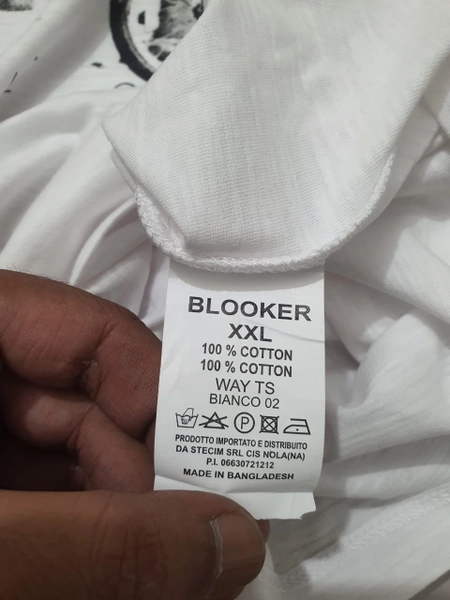 BLOOKER
XXL
100 % COTTON
100 % COTTON
WAY TS
BIANCO 02
PRODOTTO IMPORTATO E DISTRIBUITO
DA STECIM SRL CIS NOLA(NA)
P.I. 06630721212
MADE IN BANGLADESH